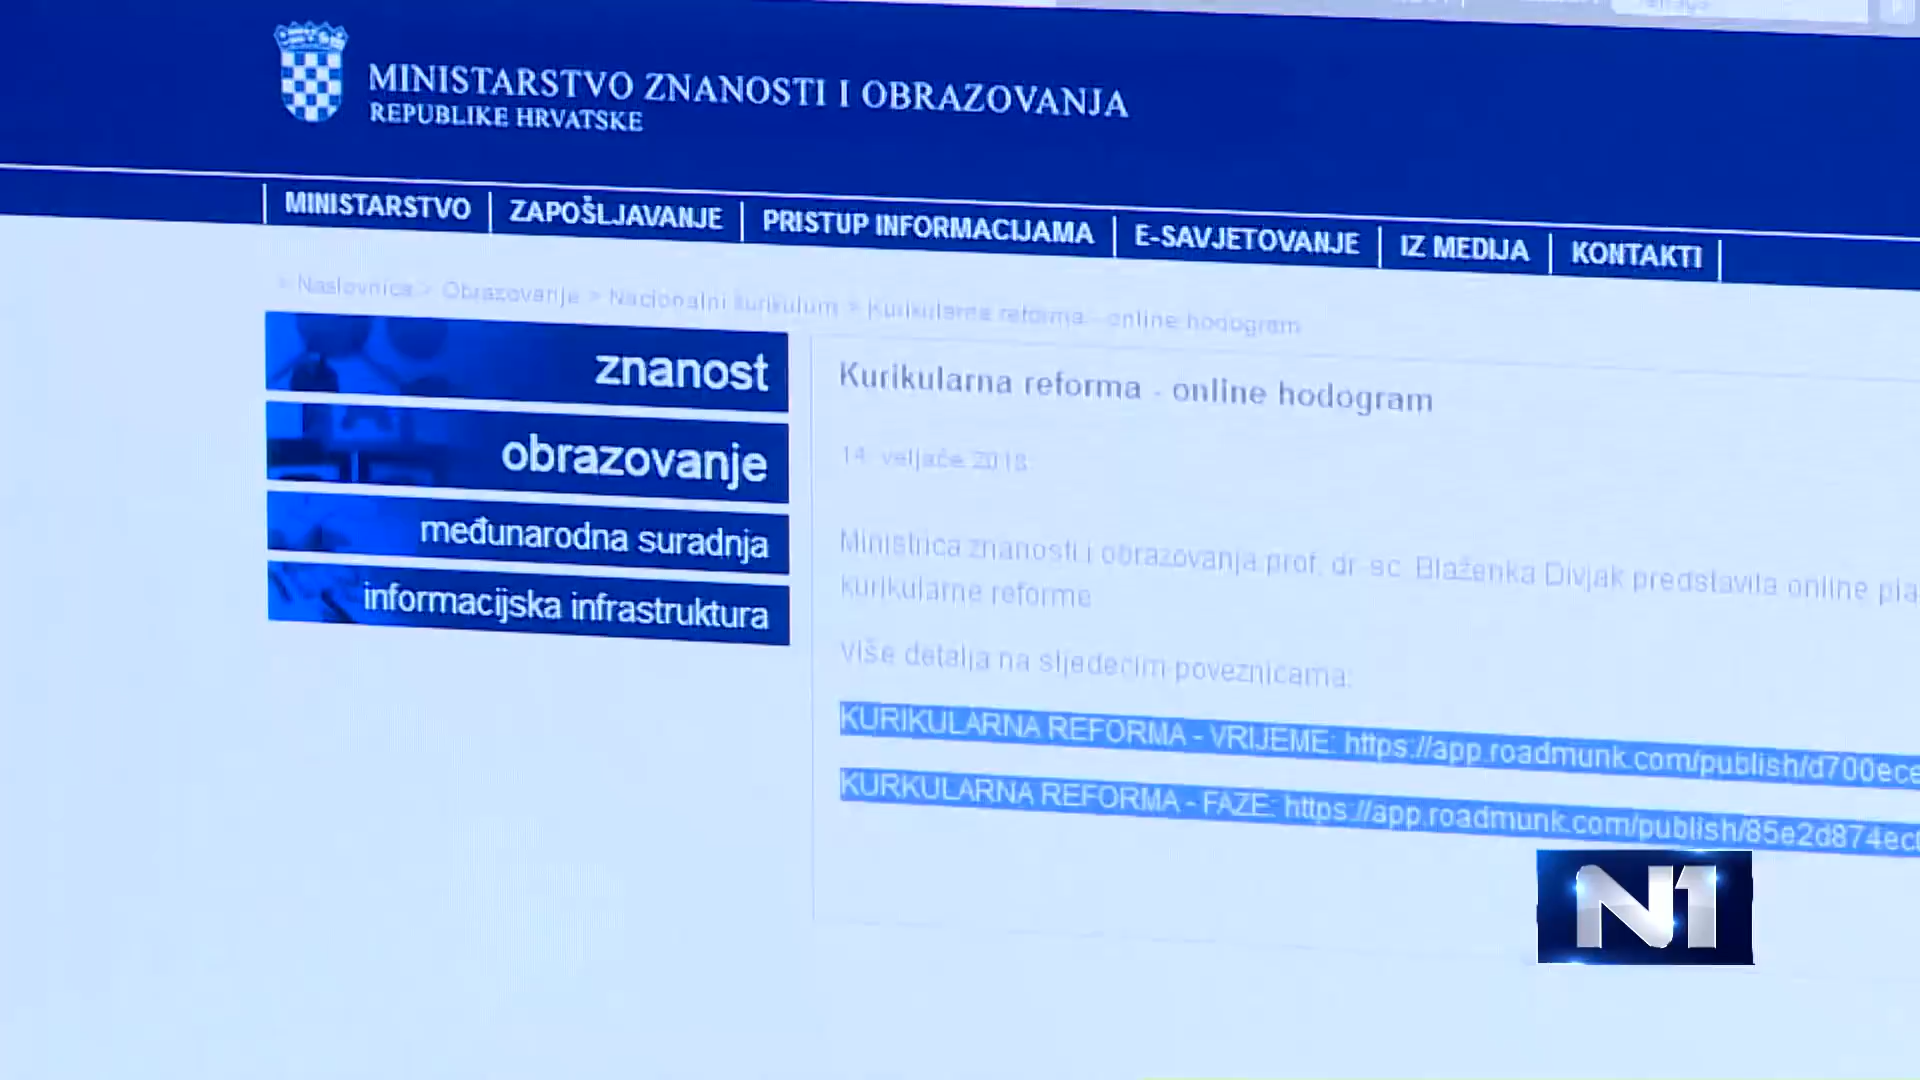 MINISTARSTVO ZNANOSTI I OBRAZOVANJA
REPUBLIKE HRVATSKE
MINISTARSTVO ZAPOŠLJAVANJE PRISTUP INFORMACIJAMA E-SAVJETOVANJE IZ MEDIJA KONTAKTI
> Naslovnica > Obrazovanje > Nacionalni kurikulum > Kurikularna reforma - online hodogram
znanost
obrazovanje
međunarodna suradnja
informacijska infrastruktura
Kurikularna reforma - online hodogram
14. veljače 2018.
Ministrica znanosti i obrazovanja prof. dr. sc. Blaženka Divjak predstavila online pla
kurikularne reforme
Više detalja na sljedećim poveznicama:
KURIKULARNA REFORMA - VRIJEME: https://app.roadmunk.com/publish/d700ece
KURKULARNA REFORMA - FAZE: https://app.roadmunk.com/publish/85e2d874ec
N1